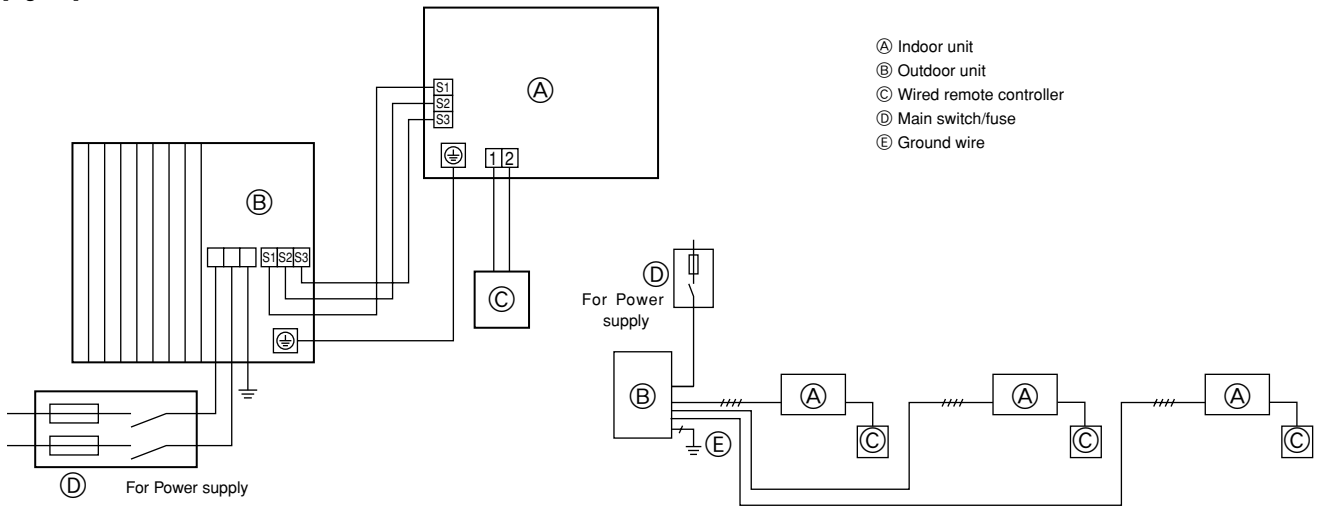 Ⓐ Indoor unit
Ⓑ Outdoor unit
Ⓒ Wired remote controller
Ⓓ Main switch/fuse
Ⓔ Ground wire
S1
S2
S3
Ⓐ
1 2
Ⓑ
S1 S2 S3
Ⓒ
Ⓓ
For Power supply
Ⓓ
For Power
supply
Ⓑ
Ⓐ
Ⓐ
Ⓐ
Ⓒ
Ⓒ
Ⓒ
Ⓔ